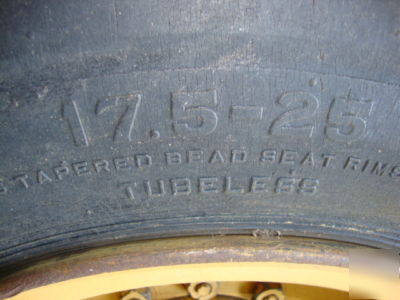 17.5-25
TAPERED BEAD SEAT RIMS
TUBELESS